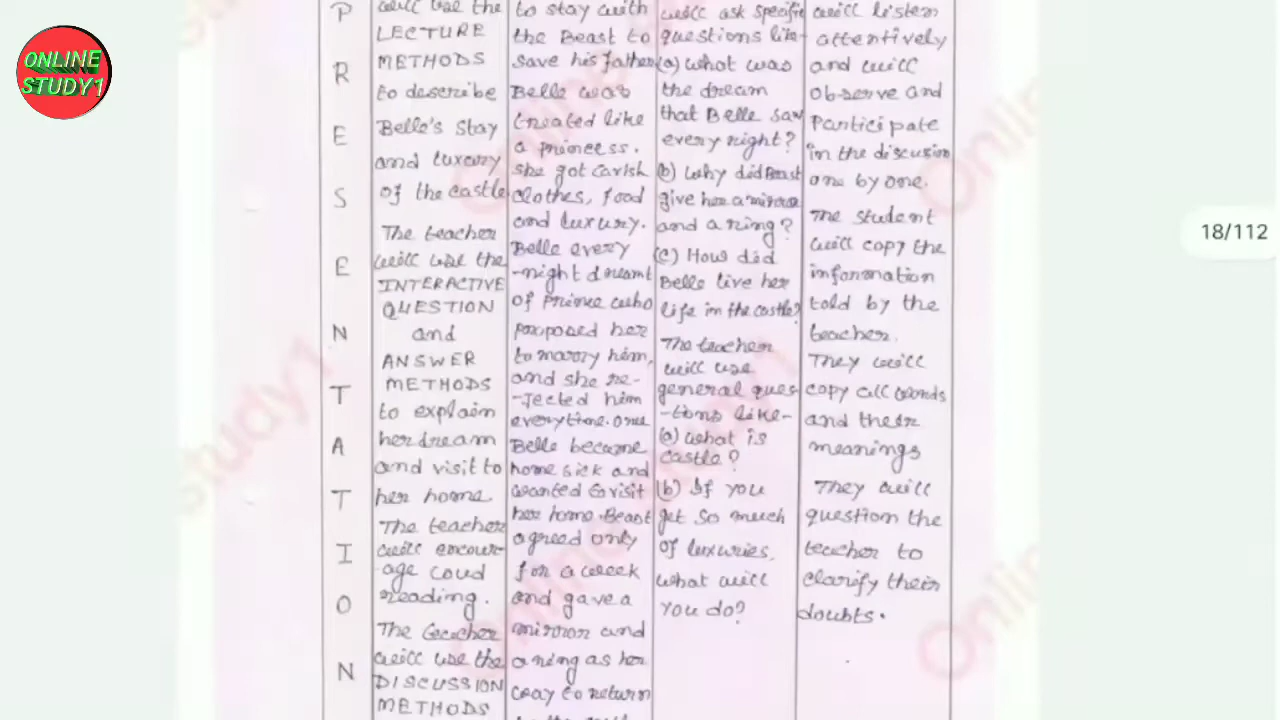 ONLINE
STUDY1
18/112
P
R
E
S
E
N
T
A
T
I
O
N
will use the
LECTURE
METHODS
to describe
Belle's stay
and luxury
of the castle
The teacher
will use the
INTERACTIVE
QUESTION
and
ANSWER
METHODS
to explain
her dream
and visit to
her home.
The teacher
will encour-
age loud
reading.
The teacher
will use the
DISCUSSION
METHODS
to stay with
the Beast to
save his father
Belle was
treated like
a princess.
she got lavish
clothes, food
and luxury.
Belle every
-night dreamt
of Prince who
proposed her
to marry him,
and she re-
-jected him
everytime. once
Belle became
home sick and
wanted to visit
her home. Beast
agreed only
for a week
and gave a
mirror and
a ring as her
way to return
will ask specific
questions like-
(a) what was
the dream
that Belle saw
every night?
(b) Why did Beast
give her a mirror
and a ring?
(c) How did
Belle live her
life in the castle?
The teacher
will use
general ques
-tions like-
(a) what is
castle?
(b) If you
get so much
of luxuries,
what will
you do?
will listen
attentively
and will
observe and
Participate
in the discussion
one by one.
The student
will copy the
information
told by the
teacher.
They will
copy all words
and their
meanings
They will
question the
teacher to
clarify their
doubts.